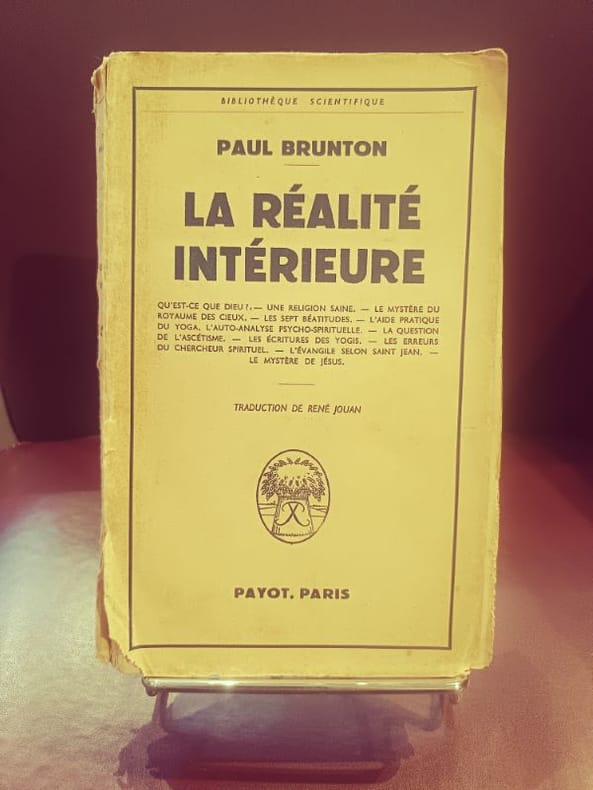 BIBLIOTHÈQUE SCIENTIFIQUE
PAUL BRUNTON
LA RÉALITÉ
INTÉRIEURE
QU'EST-CE QUE DIEU ?. — UNE RELIGION SAINE. — LE MYSTÈRE DU
ROYAUME DES CIEUX. — LES SEPT BÉATITUDES. — L'AIDE PRATIQUE
DU YOGA. L'AUTO-ANALYSE PSYCHO-SPIRITUELLE. — LA QUESTION
DE L'ASCÉTISME. — LES ÉCRITURES DES YOGIS. — LES ERREURS
DU CHERCHEUR SPIRITUEL. — L'ÉVANGILE SELON SAINT JEAN. —
LE MYSTÈRE DE JÉSUS.
TRADUCTION DE RENÉ JOUAN
PAYOT. PARIS